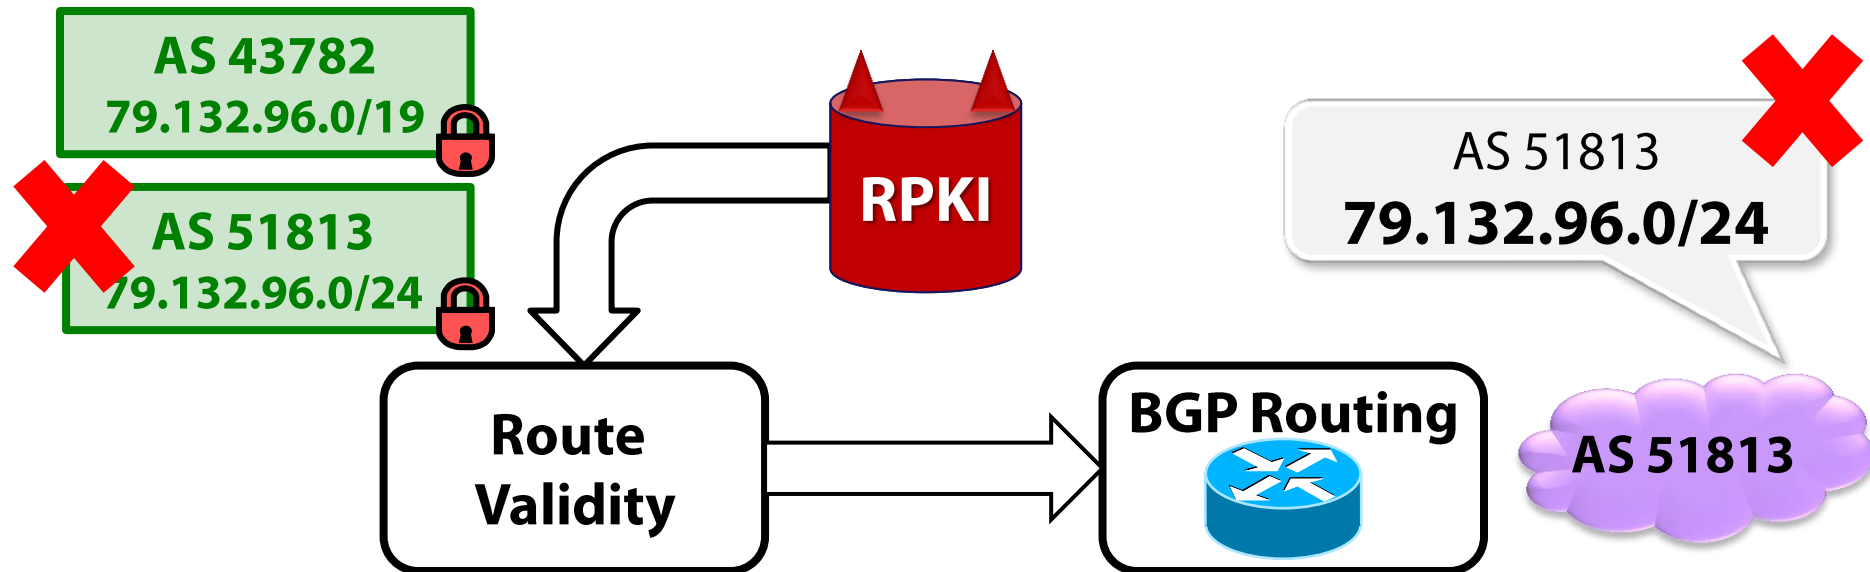 AS 43782
79.132.96.0/19
AS 51813
79.132.96.0/24
RPKI
AS 51813
79.132.96.0/24
Route
Validity
BGP Routing
AS 51813